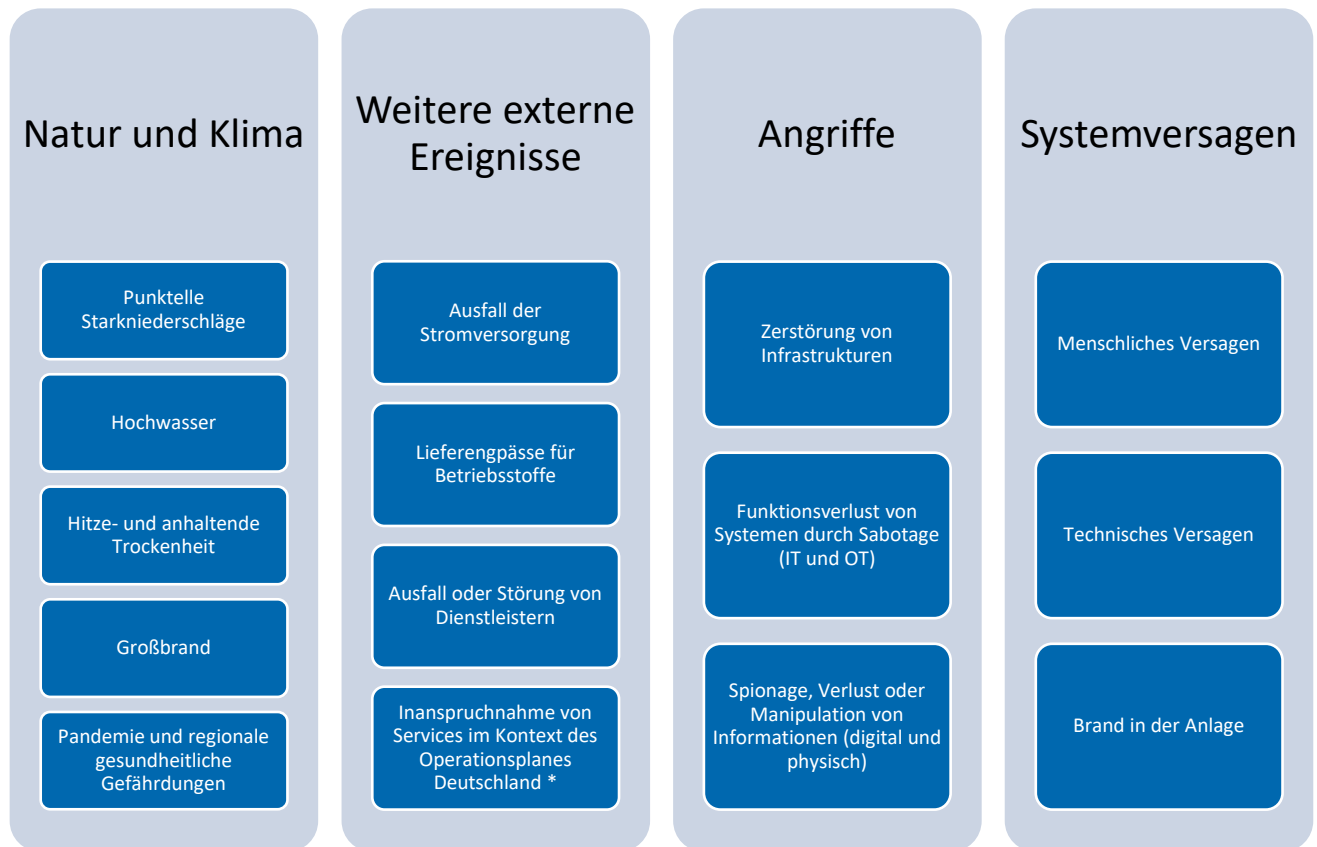 Natur und Klima
Punktelle
Starkniederschläge
Hochwasser
Hitze- und anhaltende
Trockenheit
Großbrand
Pandemie und regionale
gesundheitliche
Gefährdungen
Weitere externe
Ereignisse
Ausfall der
Stromversorgung
Lieferengpässe für
Betriebsstoffe
Ausfall oder Störung von
Dienstleistern
Inanspruchnahme von
Services im Kontext des
Operationsplanes
Deutschland *
Angriffe
Zerstörung von
Infrastrukturen
Funktionsverlust von
Systemen durch Sabotage
(IT und OT)
Spionage, Verlust oder
Manipulation von
Informationen (digital und
physisch)
Systemversagen
Menschliches Versagen
Technisches Versagen
Brand in der Anlage